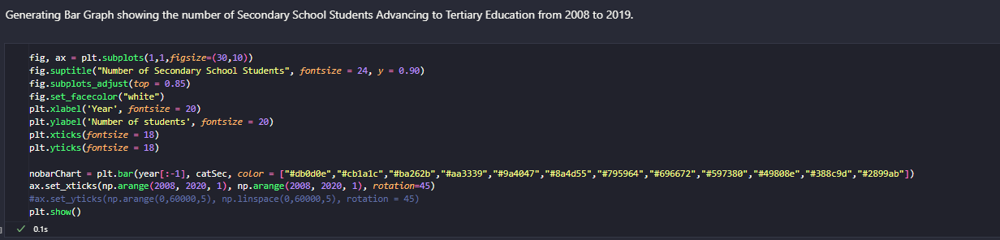 Generating Bar Graph showing the number of Secondary School Students Advancing to Tertiary Education from 2008 to 2019.
fig, ax = plt.subplots(1,1,figsize=(30,10))
fig.suptitle("Number of Secondary School Students", fontsize = 24, y = 0.90)
fig.subplots_adjust(top = 0.85)
fig.set_facecolor("white")
plt.xlabel('Year', fontsize = 20)
plt.ylabel('Number of students', fontsize = 20)
plt.xticks(fontsize = 18)
plt.yticks(fontsize = 18)
nobarChart = plt.bar(year[:-1], catSec, color = ["#db0d0e","#cb1a1c","#ba262b","#aa3339","#9a4047","#8a4d55","#795964","#696672","#597380","#49808e","#388c9d","#2899ab"])
ax.set_xticks(np.arange(2008, 2020, 1), np.arange(2008, 2020, 1), rotation=45)
#ax.set_yticks(np.arange(0,60000,5), np.linspace(0,60000,5), rotation = 45)
plt.show()
0.1s